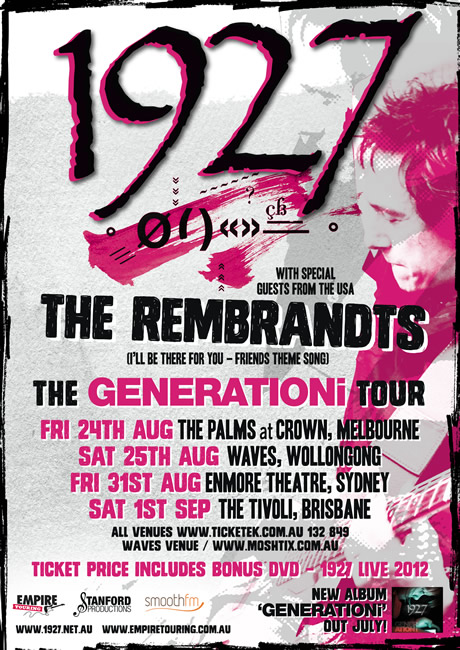 1927
? çß
Ø ( ) «»
WITH SPECIAL
GUESTS FROM THE USA
THE REMBRANDTS
(I'LL BE THERE FOR YOU – FRIENDS THEME SONG)
THE GENERATIONi TOUR
FRI 24TH AUG THE PALMS at CROWN, MELBOURNE
SAT 25TH AUG WAVES, WOLLONGONG
FRI 31ST AUG ENMORE THEATRE, SYDNEY
SAT 1ST SEP THE TIVOLI, BRISBANE
ALL VENUES WWW.TICKETEK.COM.AU 132 849
WAVES VENUE / WWW.MOSHTIX.COM.AU
TICKET PRICE INCLUDES BONUS DVD – 1927 LIVE 2012
EMPIRE TOURING
STANFORD PRODUCTIONS
smoothfm
NEW ALBUM
'GENERATIONi'
OUT JULY!
1927
WWW.1927.NET.AU WWW.EMPIRETOURING.COM.AU